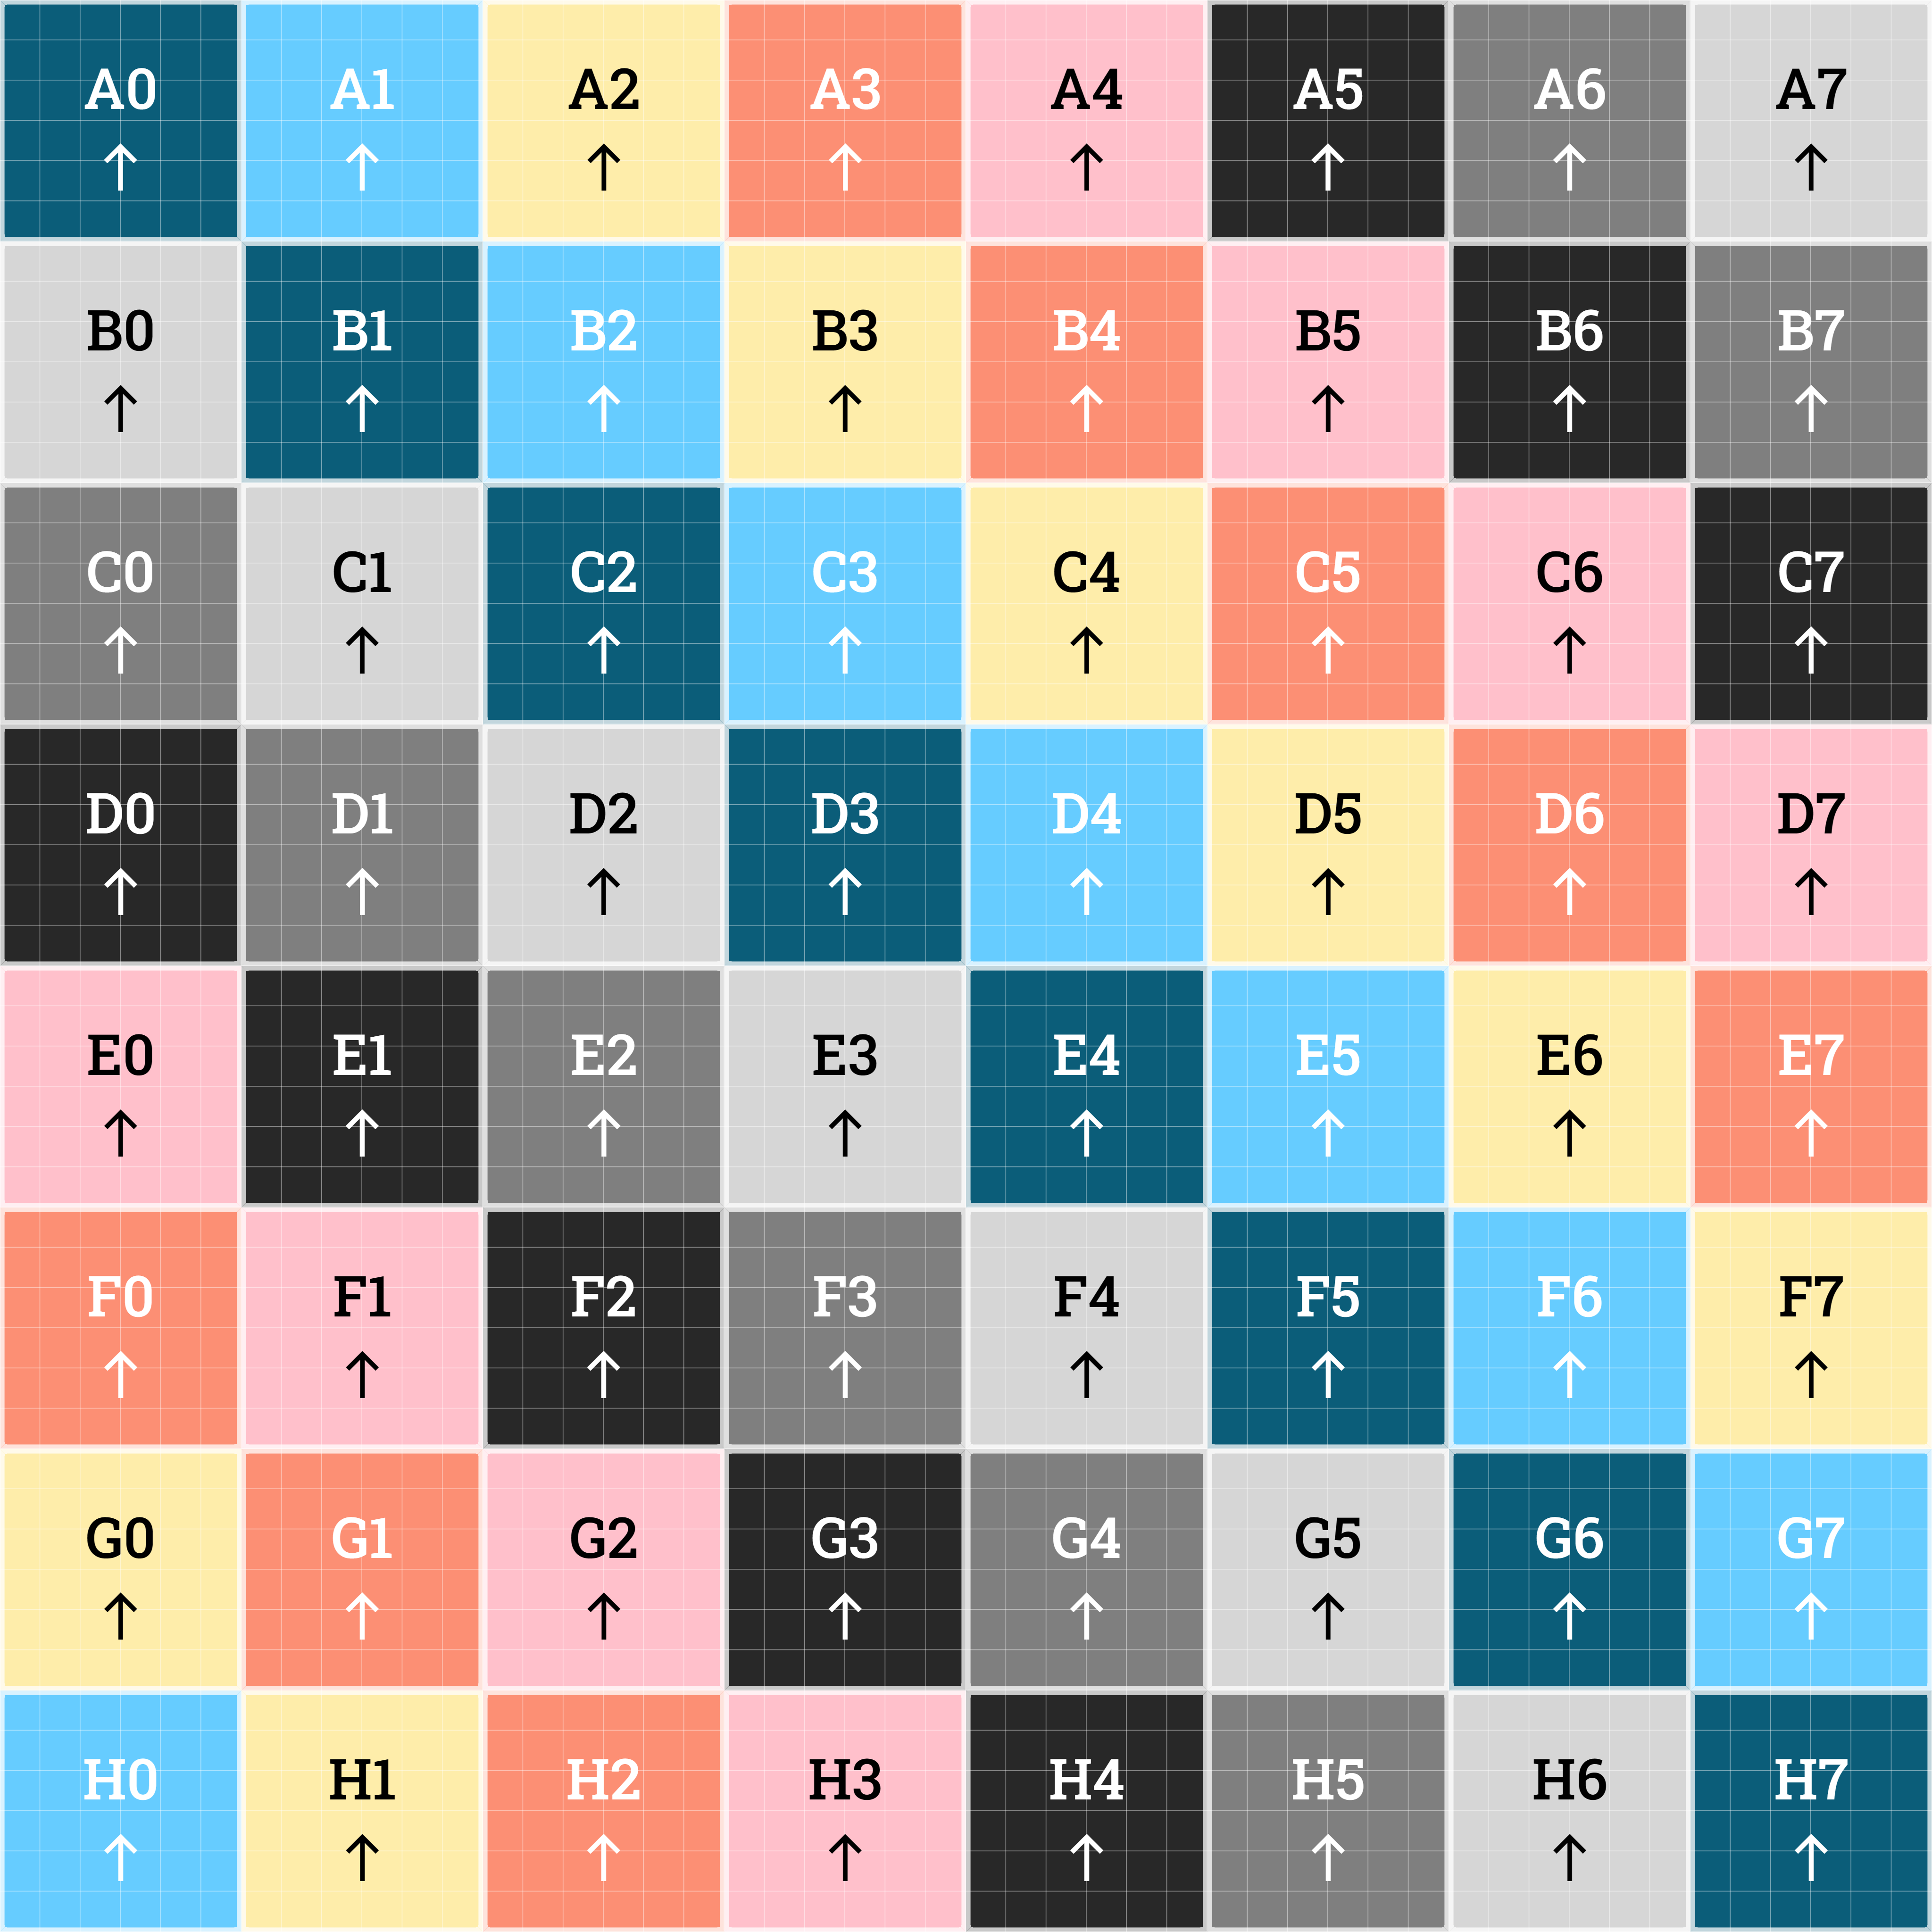 A0 A1 A2 A3 A4 A5 A6 A7
↑ ↑ ↑ ↑ ↑ ↑ ↑ ↑
B0 B1 B2 B3 B4 B5 B6 B7
↑ ↑ ↑ ↑ ↑ ↑ ↑ ↑
C0 C1 C2 C3 C4 C5 C6 C7
↑ ↑ ↑ ↑ ↑ ↑ ↑ ↑
D0 D1 D2 D3 D4 D5 D6 D7
↑ ↑ ↑ ↑ ↑ ↑ ↑ ↑
E0 E1 E2 E3 E4 E5 E6 E7
↑ ↑ ↑ ↑ ↑ ↑ ↑ ↑
F0 F1 F2 F3 F4 F5 F6 F7
↑ ↑ ↑ ↑ ↑ ↑ ↑ ↑
G0 G1 G2 G3 G4 G5 G6 G7
↑ ↑ ↑ ↑ ↑ ↑ ↑ ↑
H0 H1 H2 H3 H4 H5 H6 H7
↑ ↑ ↑ ↑ ↑ ↑ ↑ ↑